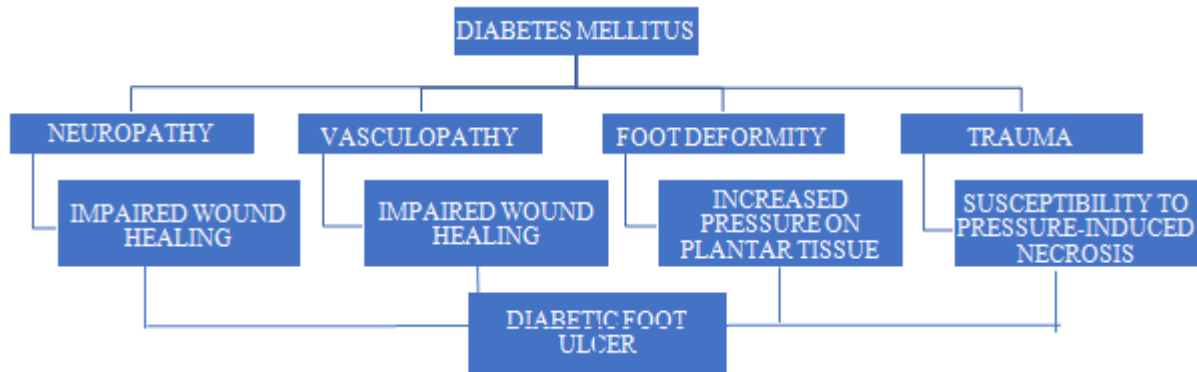 DIABETES MELLITUS
NEUROPATHY
VASCULOPATHY
FOOT DEFORMITY
TRAUMA
IMPAIRED WOUND
HEALING
IMPAIRED WOUND
HEALING
INCREASED
PRESSURE ON
PLANTAR TISSUE
SUSCEPTIBILITY TO
PRESSURE-INDUCED
NECROSIS
DIABETIC FOOT
ULCER